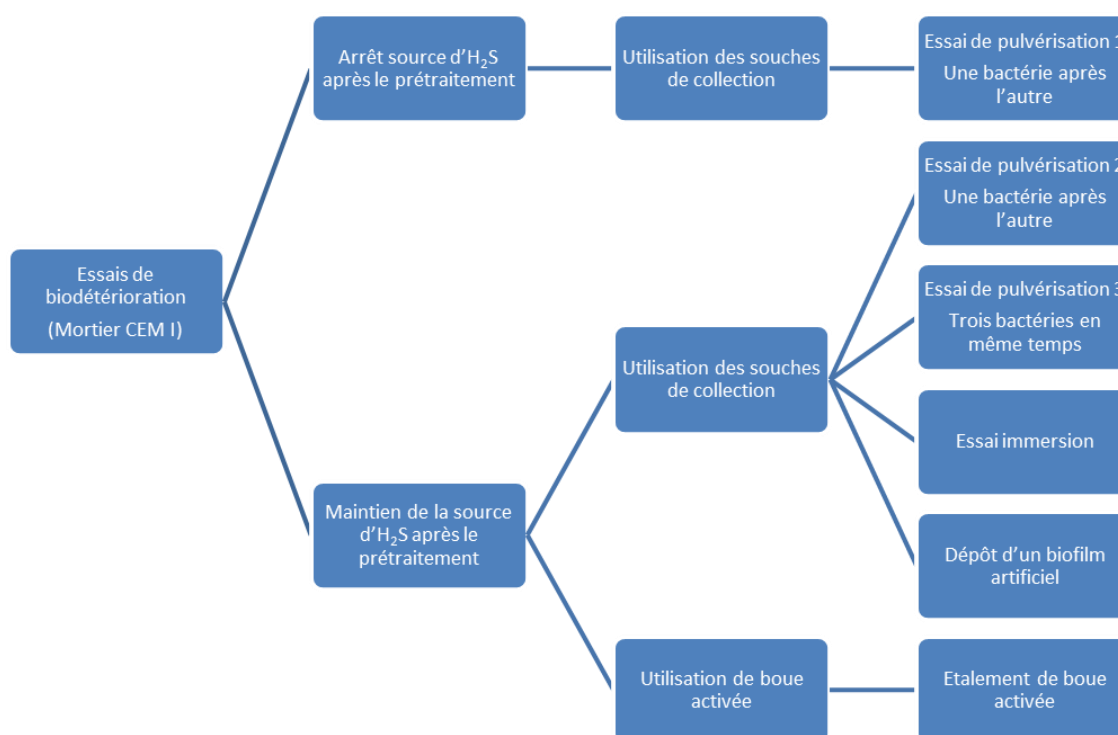 Essais de
biodétérioration
(Mortier CEM I)
Arrêt source d’H₂S
après le prétraitement
Maintien de la source
d’H₂S après le
prétraitement
Utilisation des souches
de collection
Utilisation des souches
de collection
Utilisation de boue
activée
Essai de pulvérisation 1
Une bactérie après
l’autre
Essai de pulvérisation 2
Une bactérie après
l’autre
Essai de pulvérisation 3
Trois bactéries en
même temps
Essai immersion
Dépôt d’un biofilm
artificiel
Etalement de boue
activée